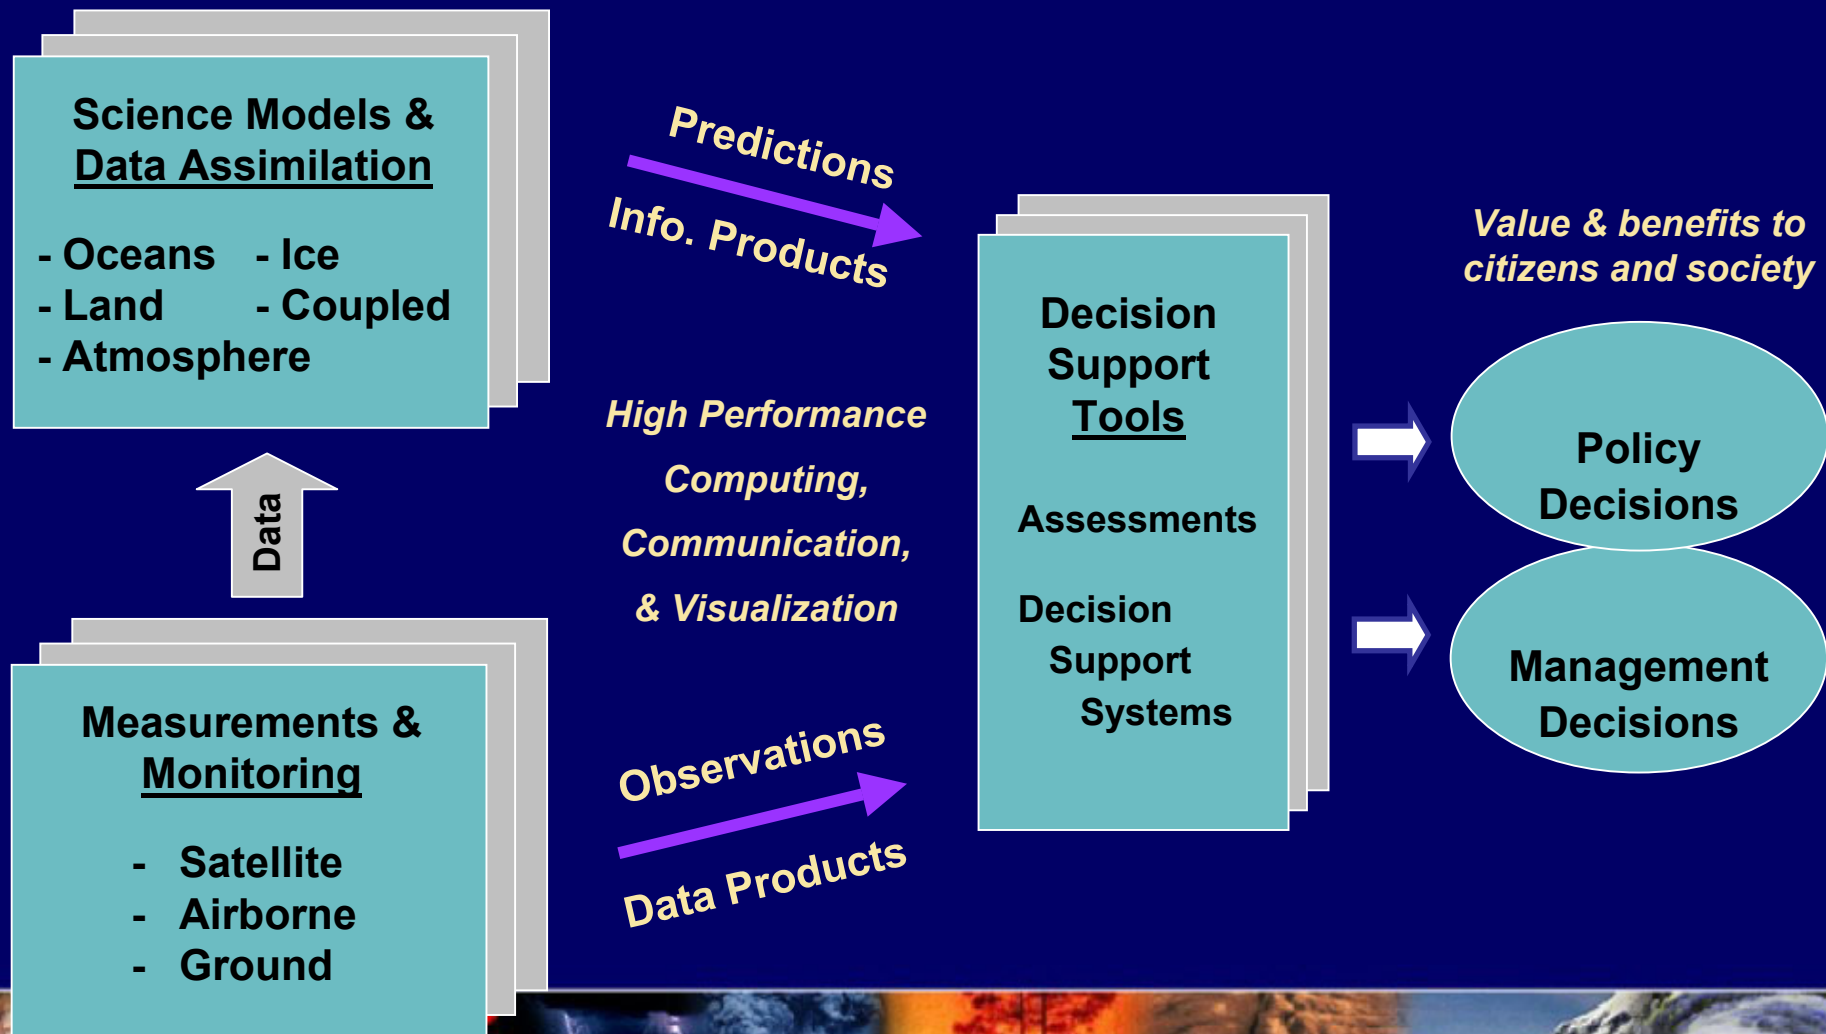 Science Models &
Data Assimilation
- Oceans - Ice
- Land - Coupled
- Atmosphere
Data
Measurements &
Monitoring
- Satellite
- Airborne
- Ground
Predictions
Info. Products
High Performance
Computing,
Communication,
& Visualization
Observations
Data Products
Decision
Support
Tools
Assessments
Decision
Support
Systems
Value & benefits to
citizens and society
Policy
Decisions
Management
Decisions